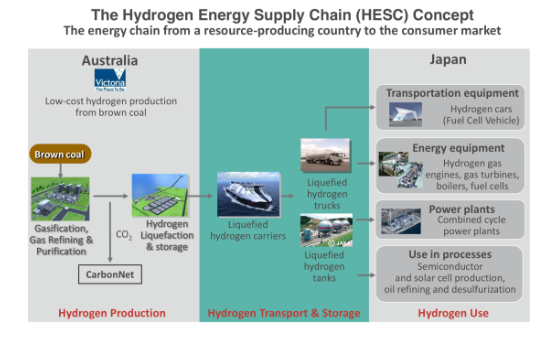 The Hydrogen Energy Supply Chain (HESC) Concept
The energy chain from a resource-producing country to the consumer market
Australia
Victoria
The Place To Be
Low-cost hydrogen production
from brown coal
Brown coal
Gasification,
Gas Refining &
Purification
CO2
CarbonNet
Hydrogen
Liquefaction
& storage
Hydrogen Production
Liquefied
hydrogen carriers
Liquefied
hydrogen
trucks
© JAXA
Liquefied
hydrogen
tanks
Hydrogen Transport & Storage
Japan
Transportation equipment
Hydrogen cars
(Fuel Cell Vehicle)
Energy equipment
Hydrogen gas
engines, gas turbines,
boilers, fuel cells
Power plants
Combined cycle
power plants
Use in processes
Semiconductor
and solar cell production,
oil refining and desulfurization
Hydrogen Use